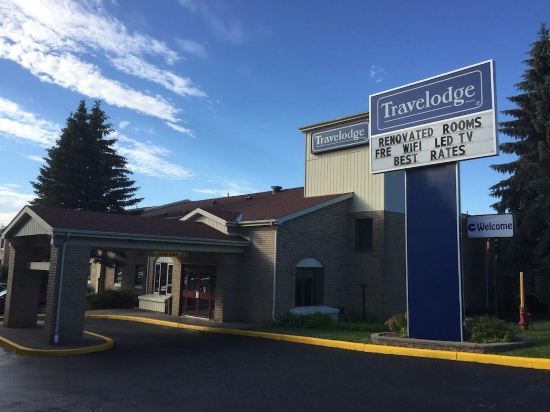 Travelodge
Travelodge
RENOVATED ROOMS
FRE WIFI LED TV
BEST RATES
Welcome